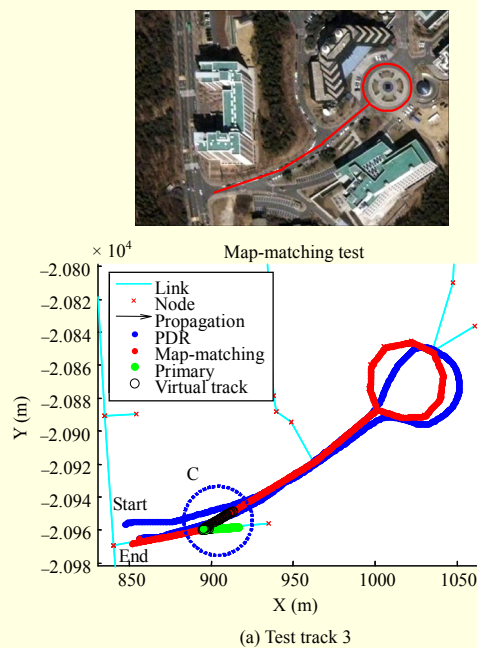 Map-matching test
× 10⁴
–2.080
–2.082
–2.084
–2.086
–2.088
–2.090
–2.092
–2.094
–2.096
–2.098
Y (m)
Link
Node
Propagation
PDR
Map-matching
Primary
Virtual track
C
Start
End
850
900
950
1000
1050
X (m)
(a) Test track 3